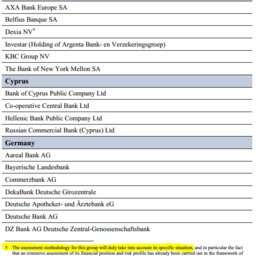 AXA Bank Europe SA
Belfius Banque SA
Dexia NV⁵
Investar (Holding of Argenta Bank- en Verzekeringsgroep)
KBC Group NV
The Bank of New York Mellon SA
Cyprus
Bank of Cyprus Public Company Ltd
Co-operative Central Bank Ltd
Hellenic Bank Public Company Ltd
Russian Commercial Bank (Cyprus) Ltd
Germany
Aareal Bank AG
Bayerische Landesbank
Commerzbank AG
DekaBank Deutsche Girozentrale
Deutsche Apotheker- und Ärztebank eG
Deutsche Bank AG
DZ Bank AG Deutsche Zentral-Genossenschaftsbank
5 The assessment methodology for this group will duly take into account its specific situation, and in particular the fact
that an extensive assessment of its financial position and risk profile has already been carried out in the framework of